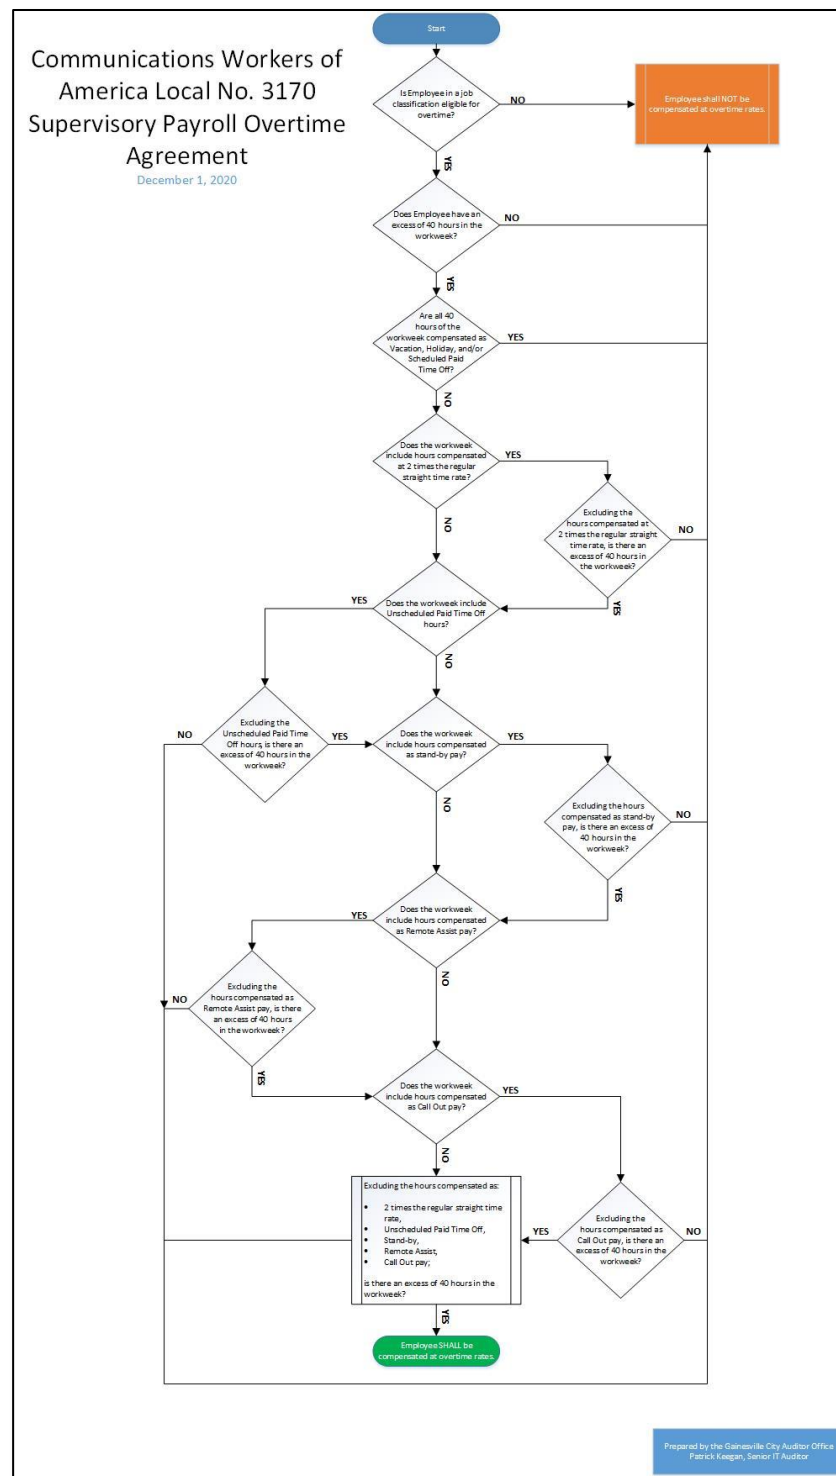 Communications Workers of
America Local No. 3170
Supervisory Payroll Overtime
Agreement
December 1, 2020
Start
Is Employee in a job
classification eligible for
overtime?
NO
Employee shall NOT be
compensated at overtime rates.
YES
Does Employee have an
excess of 40 hours in the
workweek?
NO
YES
Are all 40
hours of the
workweek compensated as
Vacation, Holiday, and/or
Scheduled Paid
Time Off?
YES
NO
Does the workweek
include hours compensated
at 2 times the regular
straight time rate?
YES
NO
Excluding the
hours compensated at
2 times the regular straight
time rate, is there an
excess of 40 hours in
the workweek?
NO
YES
Does the workweek include
Unscheduled Paid Time Off
hours?
YES
NO
Excluding the
Unscheduled Paid Time
Off hours, is there an
excess of 40 hours in the
workweek?
NO
YES
Does the workweek
include hours compensated
as stand-by pay?
YES
NO
Excluding the hours
compensated as stand-by
pay, is there an excess of
40 hours in the
workweek?
NO
YES
Does the workweek
include hours compensated
as Remote Assist pay?
YES
NO
Excluding the
hours compensated as
Remote Assist pay, is there
an excess of 40 hours
in the workweek?
NO
YES
Does the workweek
include hours compensated
as Call Out pay?
YES
NO
Excluding the hours compensated as:
• 2 times the regular straight time
rate,
• Unscheduled Paid Time Off,
• Stand-by,
• Remote Assist,
• Call Out pay;
is there an excess of 40 hours in the
workweek?
YES
Excluding the
hours compensated as
Call Out pay, is there an
excess of 40 hours in the
workweek?
NO
YES
Employee SHALL be
compensated at overtime rates.
Prepared by the Gainesville City Auditor Office
Patrick Keegan, Senior IT Auditor